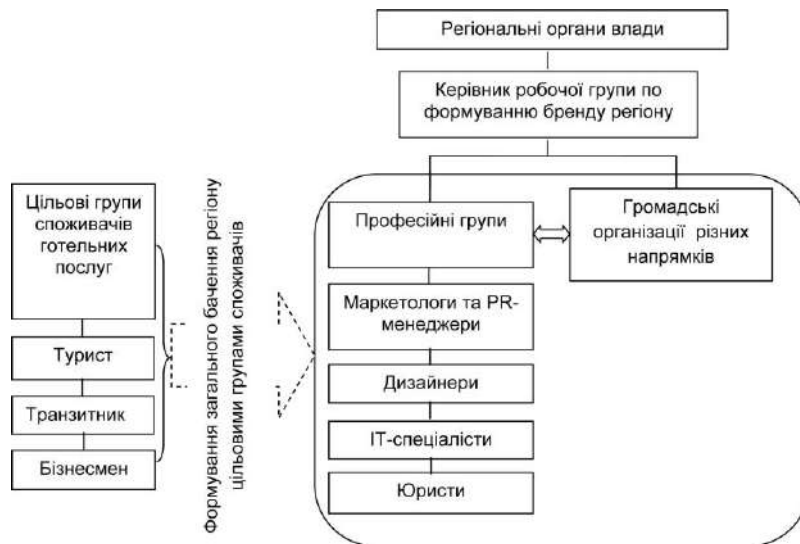 Регіональні органи влади
Керівник робочої групи по
формуванню бренду регіону
Цільові групи
споживачів
готельних
послуг
Турист
Транзитник
Бізнесмен
Формування загального бачення регіону
цільовими групами споживачів
Професійні групи
Громадські
організації різних
напрямків
Маркетологи та PR-
менеджери
Дизайнери
ІТ-спеціалісти
Юристи